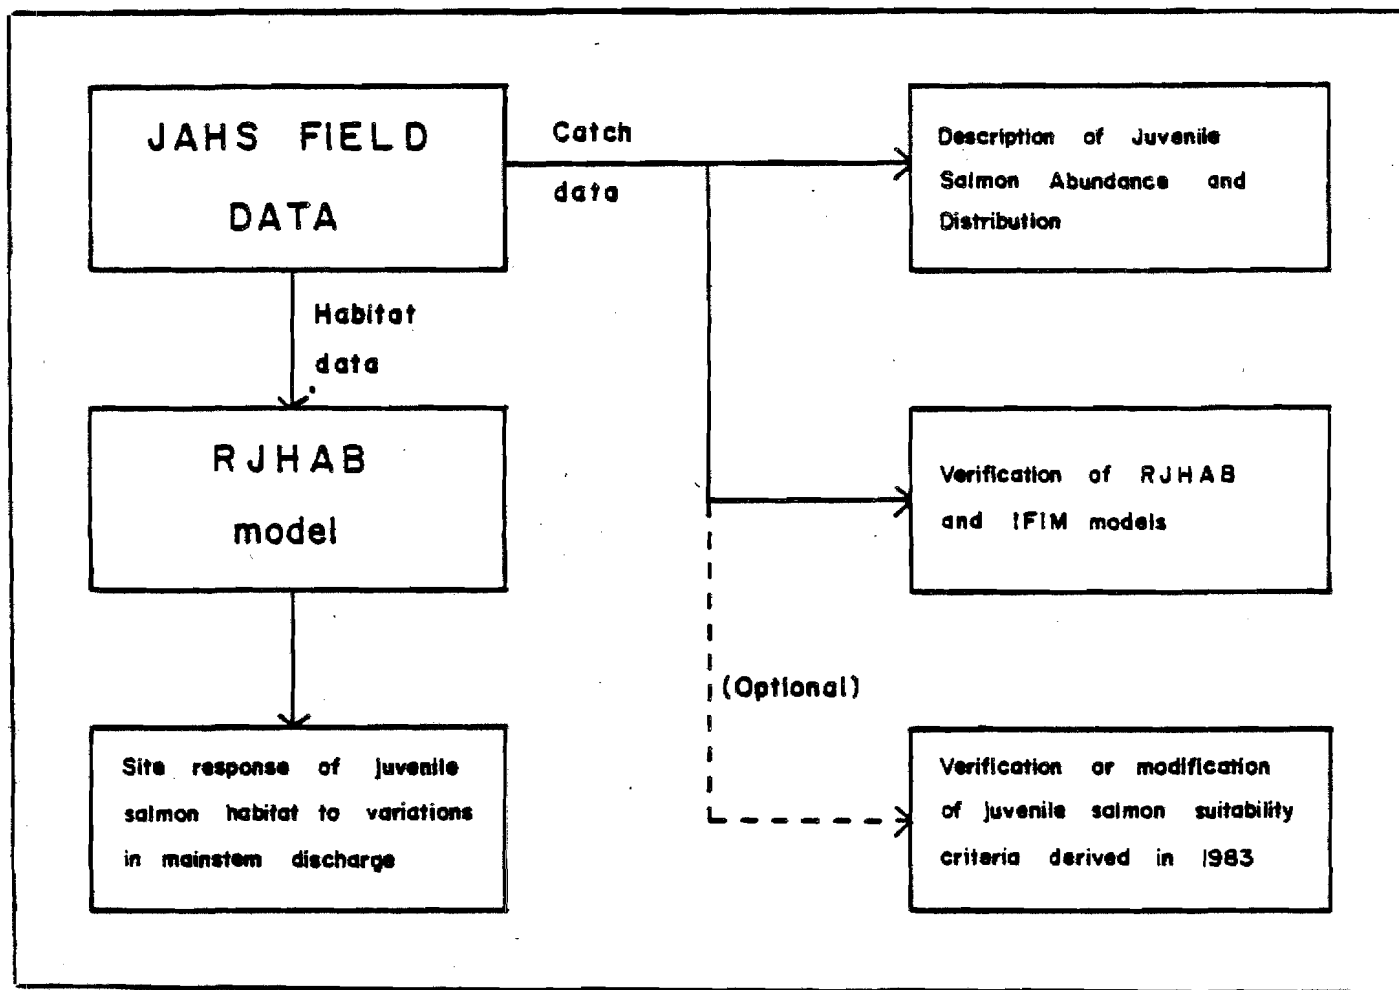 JAHS FIELD
DATA
Catch
data
Description of Juvenile
Salmon Abundance and
Distribution
Habitat
data
RJHAB
model
Verification of RJHAB
and IFIM models
(Optional)
Site response of juvenile
salmon habitat to variations
in mainstem discharge
Verification or modification
of juvenile salmon suitability
criteria derived in 1983